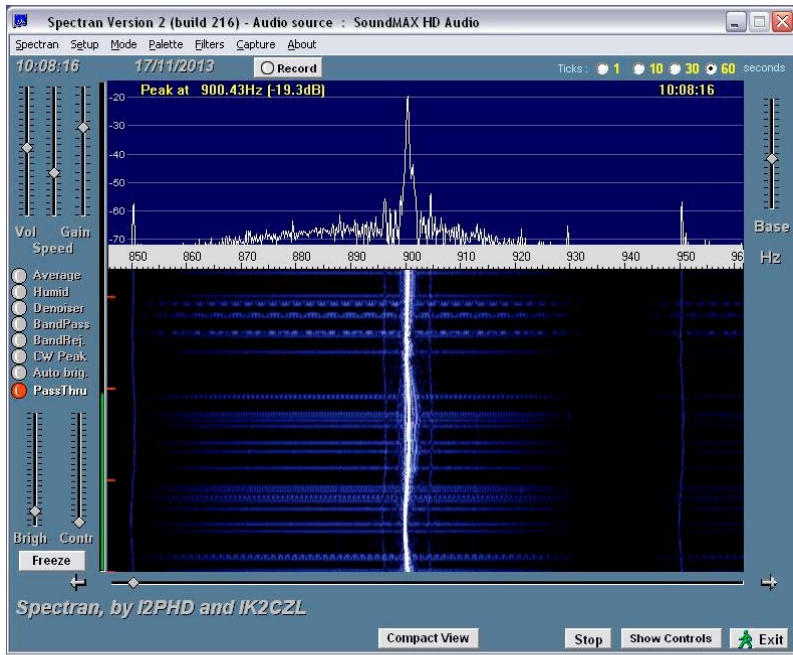 Spectran Version 2 (build 216) - Audio source : SoundMAX HD Audio
Spectran Setup Mode Palette Filters Capture About
10:08:16 17/11/2013 Record Ticks : 1 10 30 60 seconds
Peak at 900.43Hz (-19.3dB) 10:08:16
-20
-30
-40
-50
-60
-70
Vol Gain
Speed
Base
850 860 870 880 890 900 910 920 930 940 950 96
Hz
Average
Humid
Denoiser
BandPass
BandRej.
CW Peak
Auto brig.
PassThru
Brigh Contr
Freeze
Spectran, by I2PHD and IK2CZL
Compact View Stop Show Controls Exit